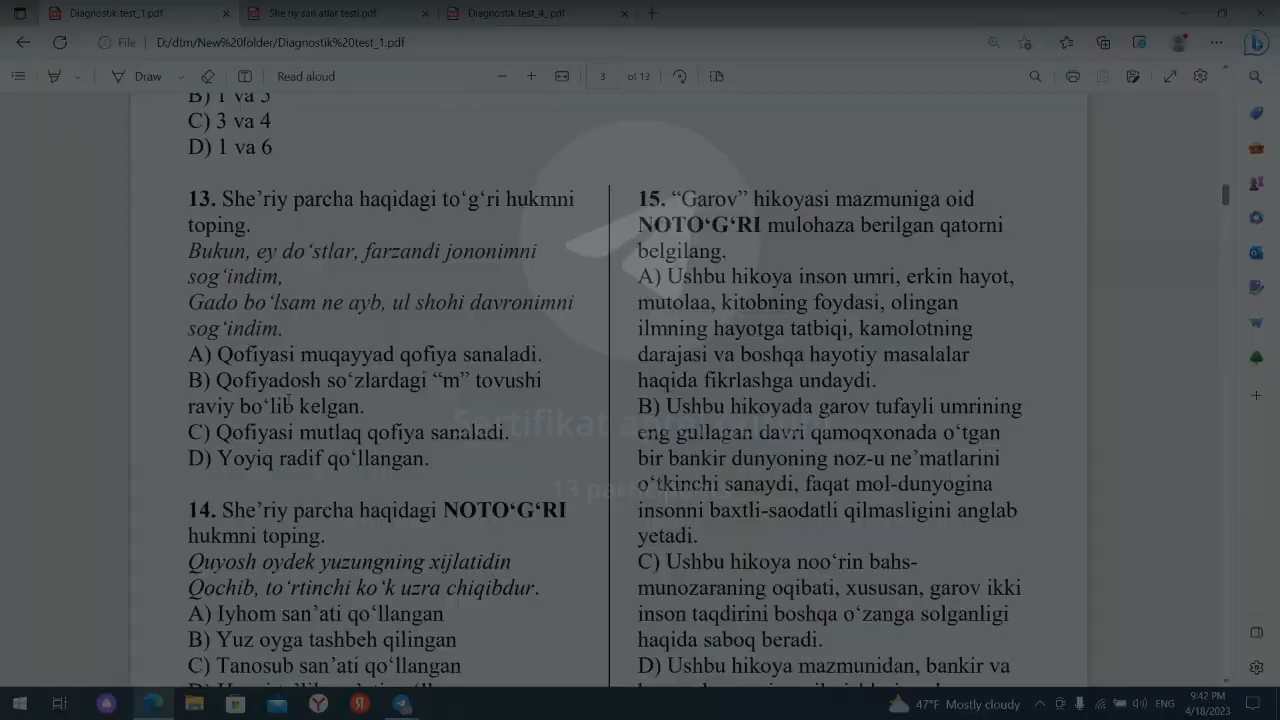 Diagnostik test_1.pdf
She'riy san'atlar testi.pdf
Diagnostik test_4_.pdf
File
D:/dtm/New%20folder/Diagnostik%20test_1.pdf
Draw
Read aloud
3
of 13
B) 1 va 5
C) 3 va 4
D) 1 va 6
13. She’riy parcha haqidagi to‘g‘ri hukmni
toping.
Bukun, ey do‘stlar, farzandi jononimni
sog‘indim,
Gado bo‘lsam ne ayb, ul shohi davronimni
sog‘indim.
A) Qofiyasi muqayyad qofiya sanaladi.
B) Qofiyadosh so‘zlardagi “m” tovushi
raviy bo‘lib kelgan.
C) Qofiyasi mutlaq qofiya sanaladi.
D) Yoyiq radif qo‘llangan.
14. She’riy parcha haqidagi NOTO‘G‘RI
hukmni toping.
Quyosh oydek yuzungning xijlatidin
Qochib, to‘rtinchi ko‘k uzra chiqibdur.
A) Iyhom san’ati qo‘llangan
B) Yuz oyga tashbeh qilingan
C) Tanosub san’ati qo‘llangan
15. “Garov” hikoyasi mazmuniga oid
NOTO‘G‘RI mulohaza berilgan qatorni
belgilang.
A) Ushbu hikoya inson umri, erkin hayot,
mutolaa, kitobning foydasi, olingan
ilmning hayotga tatbiqi, kamolotning
darajasi va boshqa hayotiy masalalar
haqida fikrlashga undaydi.
B) Ushbu hikoyada garov tufayli umrining
eng gullagan davri qamoqxonada o‘tgan
bir bankir dunyoning noz-u ne’matlarini
o‘tkinchi sanaydi, faqat mol-dunyogina
insonni baxtli-saodatli qilmasligini anglab
yetadi.
C) Ushbu hikoya noo‘rin bahs-
munozaraning oqibati, xususan, garov ikki
inson taqdirini boshqa o‘zanga solganligi
haqida saboq beradi.
D) Ushbu hikoya mazmunidan, bankir va
Sertifikat
13 participants
47°F Mostly cloudy
ENG
9:42 PM
4/18/2023